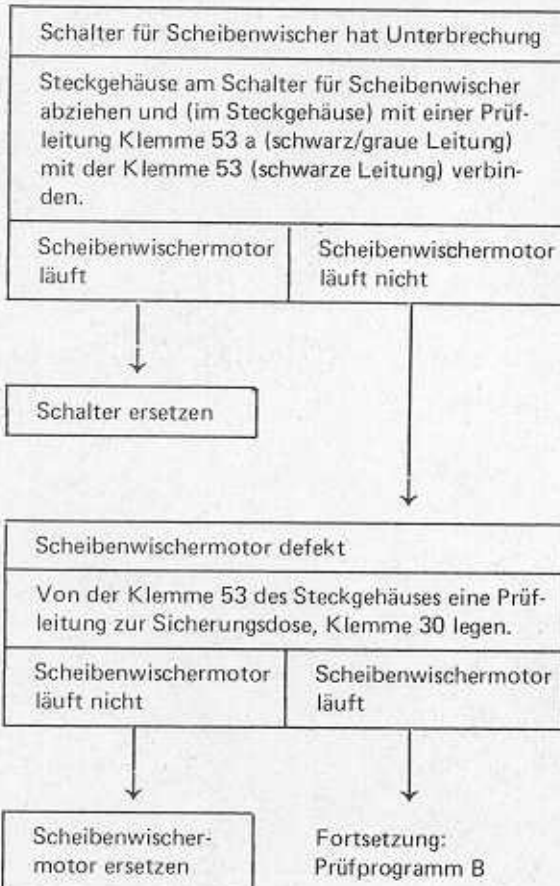 Schalter für Scheibenwischer hat Unterbrechung
Steckgehäuse am Schalter für Scheibenwischer
abziehen und (im Steckgehäuse) mit einer Prüf-
leitung Klemme 53 a (schwarz/graue Leitung)
mit der Klemme 53 (schwarze Leitung) verbin-
den.
Scheibenwischermotor
läuft
Scheibenwischermotor
läuft nicht
Schalter ersetzen
Scheibenwischermotor defekt
Von der Klemme 53 des Steckgehäuses eine Prüf-
leitung zur Sicherungsdose, Klemme 30 legen.
Scheibenwischermotor
läuft nicht
Scheibenwischermotor
läuft
Scheibenwischer-
motor ersetzen
Fortsetzung:
Prüfprogramm B